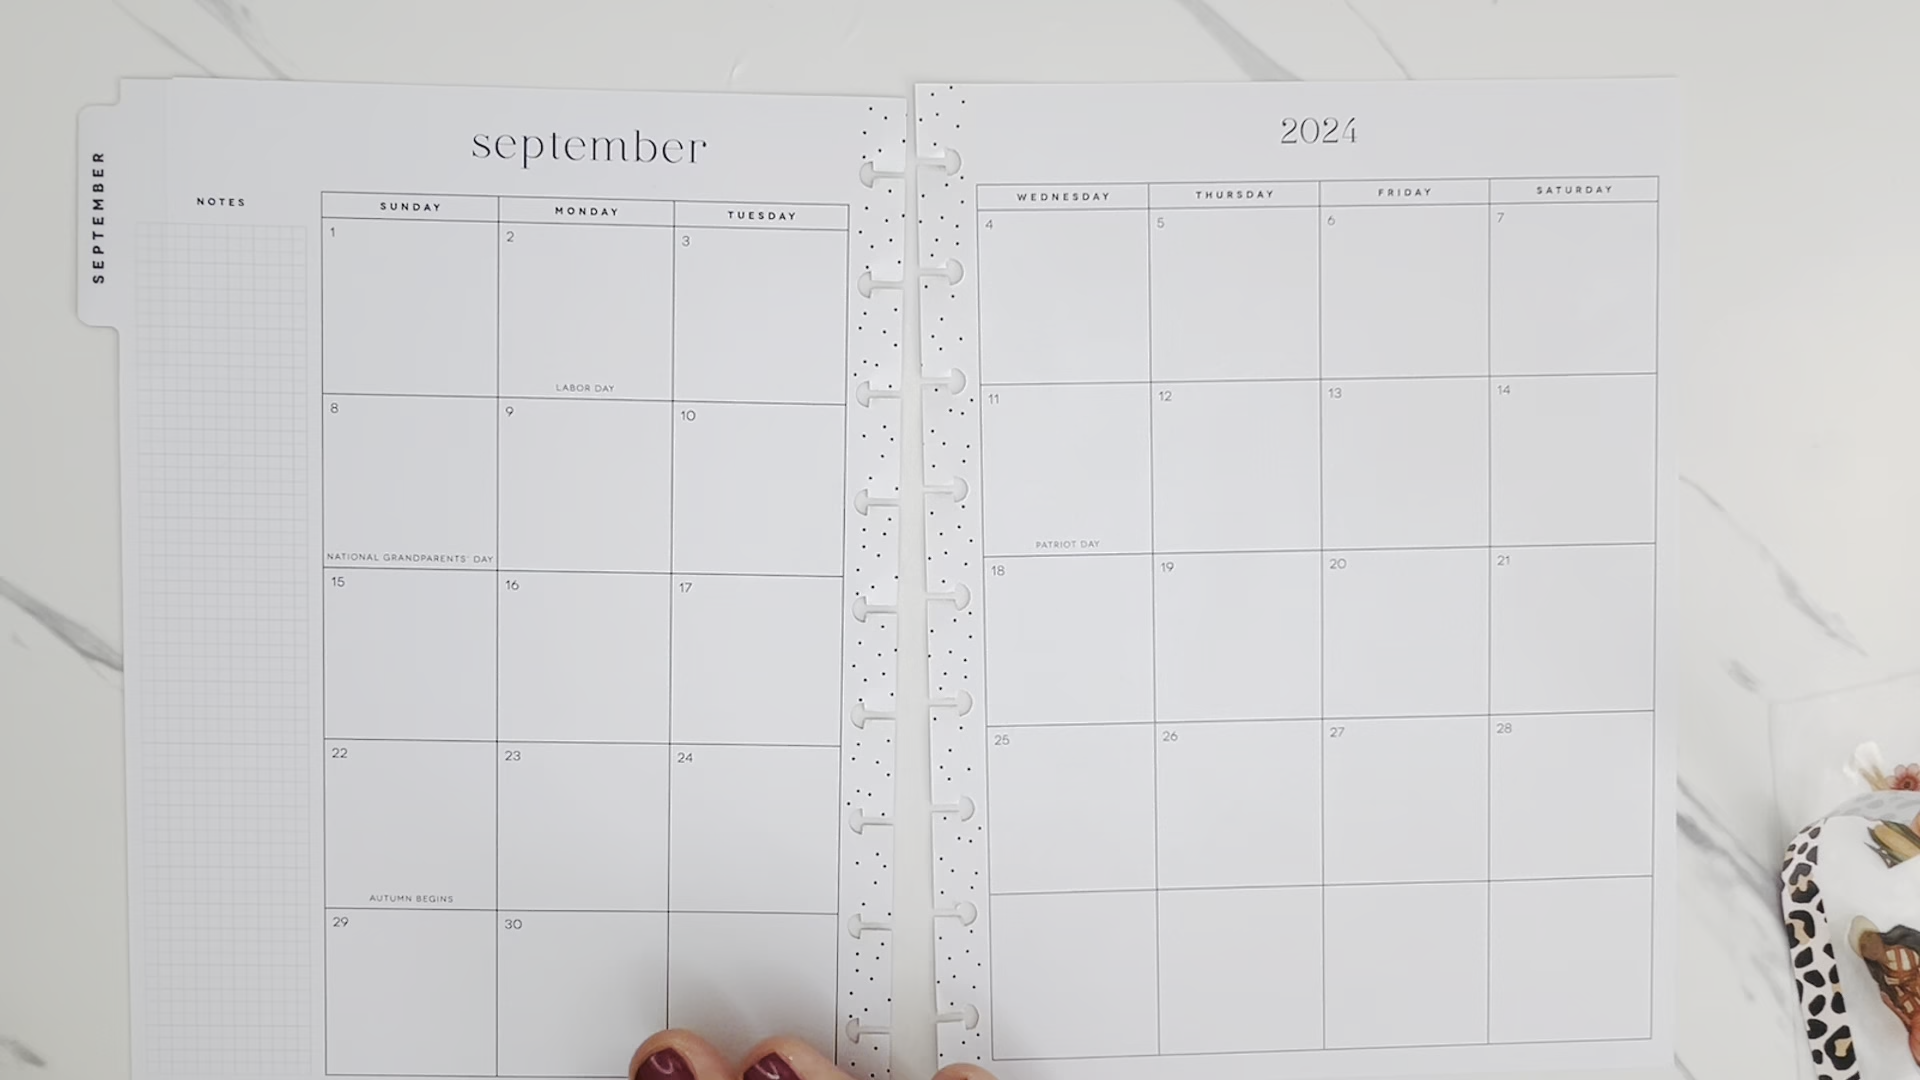 SEPTEMBER
september
2024
NOTES
SUNDAY MONDAY TUESDAY WEDNESDAY THURSDAY FRIDAY SATURDAY
1 2 3 4 5 6 7
LABOR DAY
8 9 10 11 12 13 14
NATIONAL GRANDPARENTS' DAY PATRIOT DAY
15 16 17 18 19 20 21
22 23 24 25 26 27 28
AUTUMN BEGINS
29 30